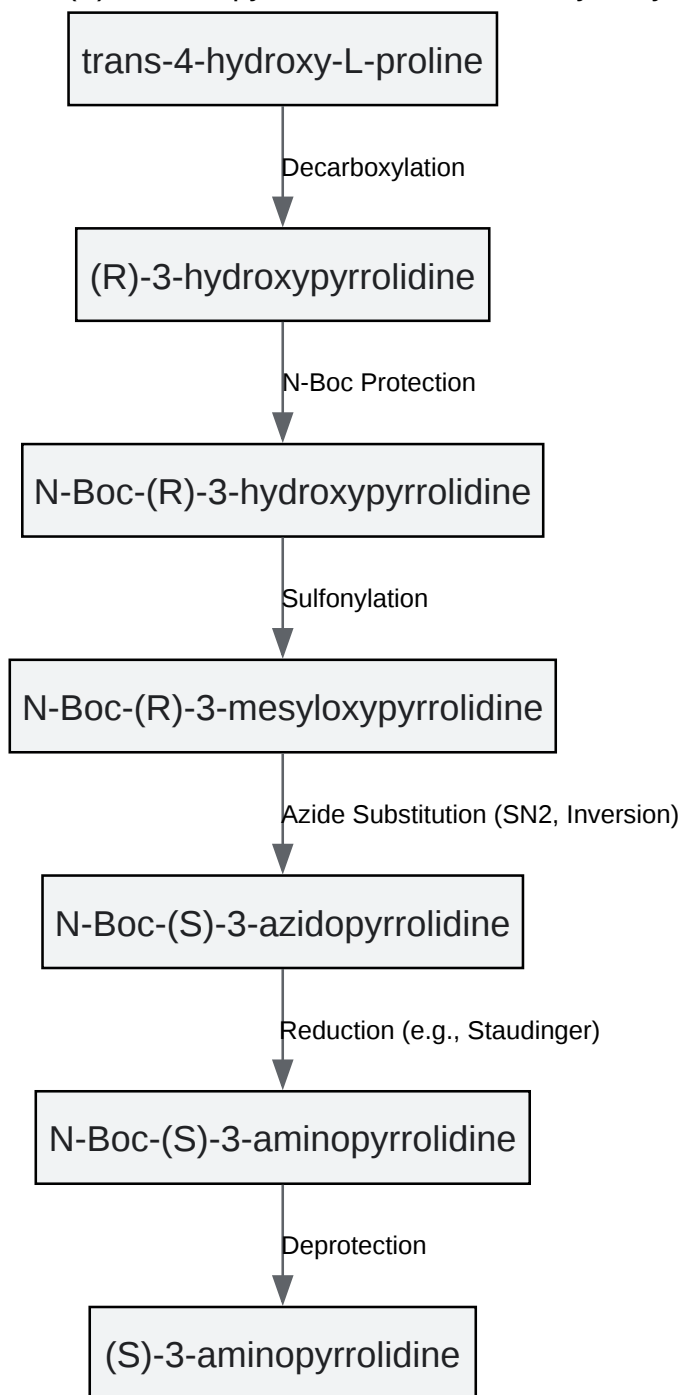 trans-4-hydroxy-L-proline
Decarboxylation
(R)-3-hydroxypyrrolidine
N-Boc Protection
N-Boc-(R)-3-hydroxypyrrolidine
Sulfonylation
N-Boc-(R)-3-mesyloxypyrrolidine
Azide Substitution (SN2, Inversion)
N-Boc-(S)-3-azidopyrrolidine
Reduction (e.g., Staudinger)
N-Boc-(S)-3-aminopyrrolidine
Deprotection
(S)-3-aminopyrrolidine